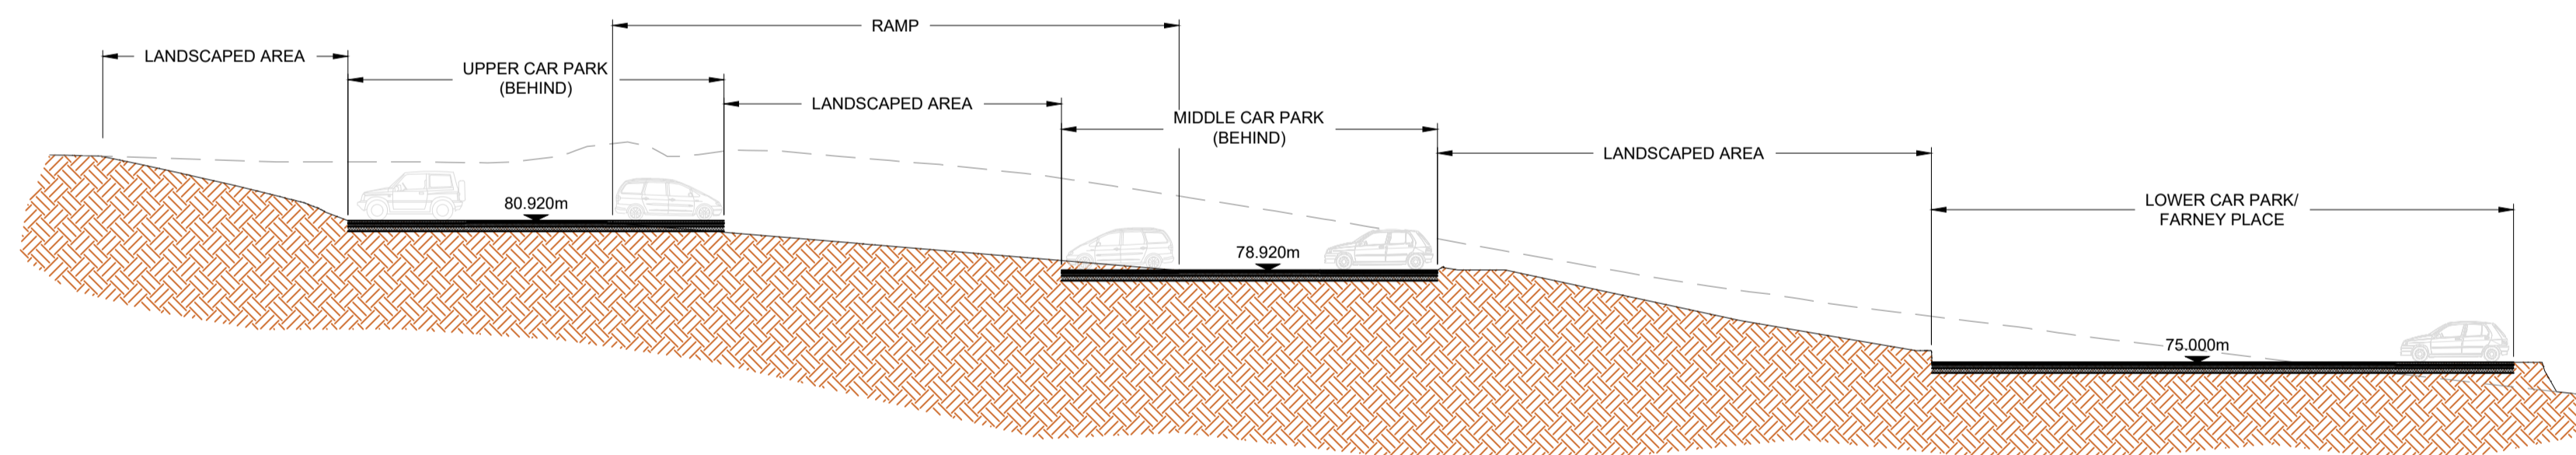 RAMP
LANDSCAPED AREA
UPPER CAR PARK
(BEHIND)
LANDSCAPED AREA
MIDDLE CAR PARK
(BEHIND)
LANDSCAPED AREA
LOWER CAR PARK/
FARNEY PLACE
80.920m
78.920m
75.000m